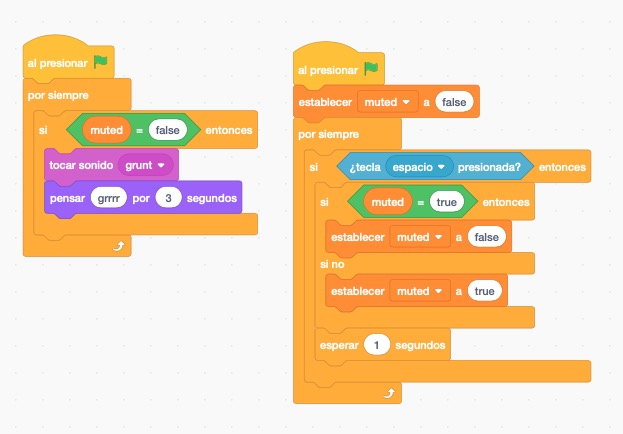 al presionar
por siempre
si muted = false entonces
tocar sonido grunt
pensar grrrr por 3 segundos
al presionar
establecer muted a false
por siempre
si ¿tecla espacio presionada? entonces
si muted = true entonces
establecer muted a false
si no
establecer muted a true
esperar 1 segundos